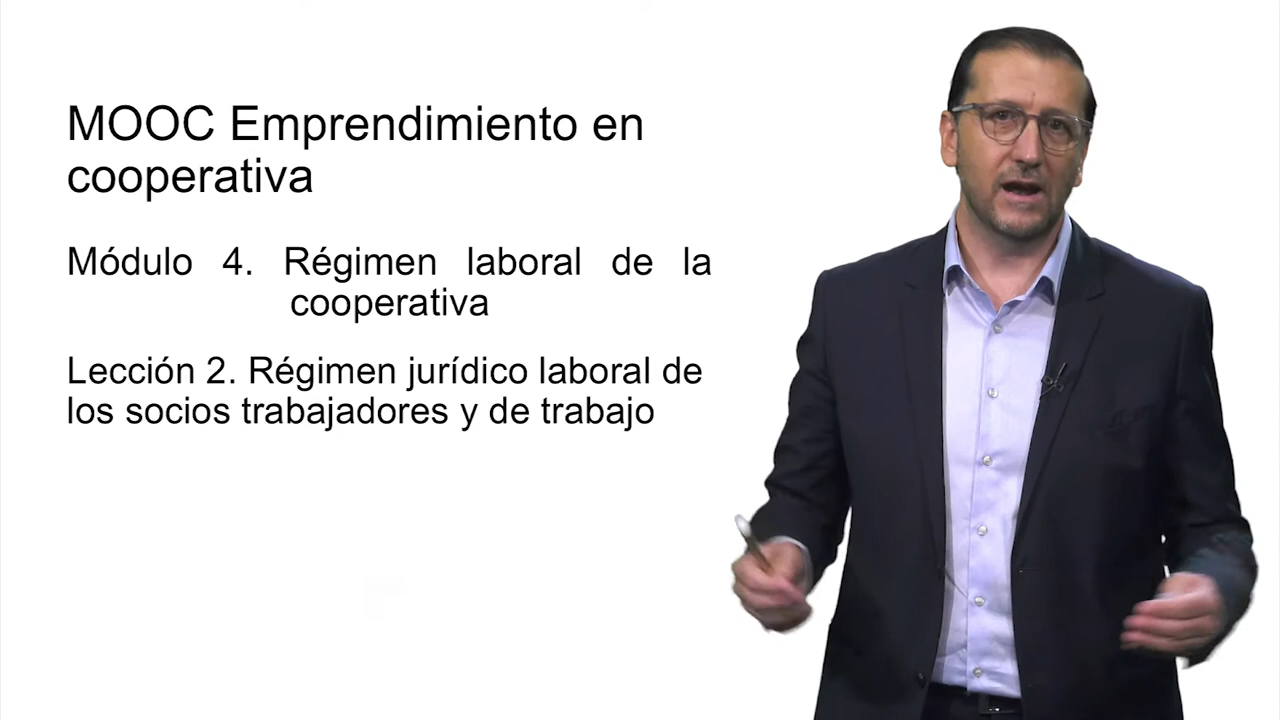 MOOC Emprendimiento en
cooperativa
Módulo 4. Régimen laboral de la
cooperativa
Lección 2. Régimen jurídico laboral de
los socios trabajadores y de trabajo